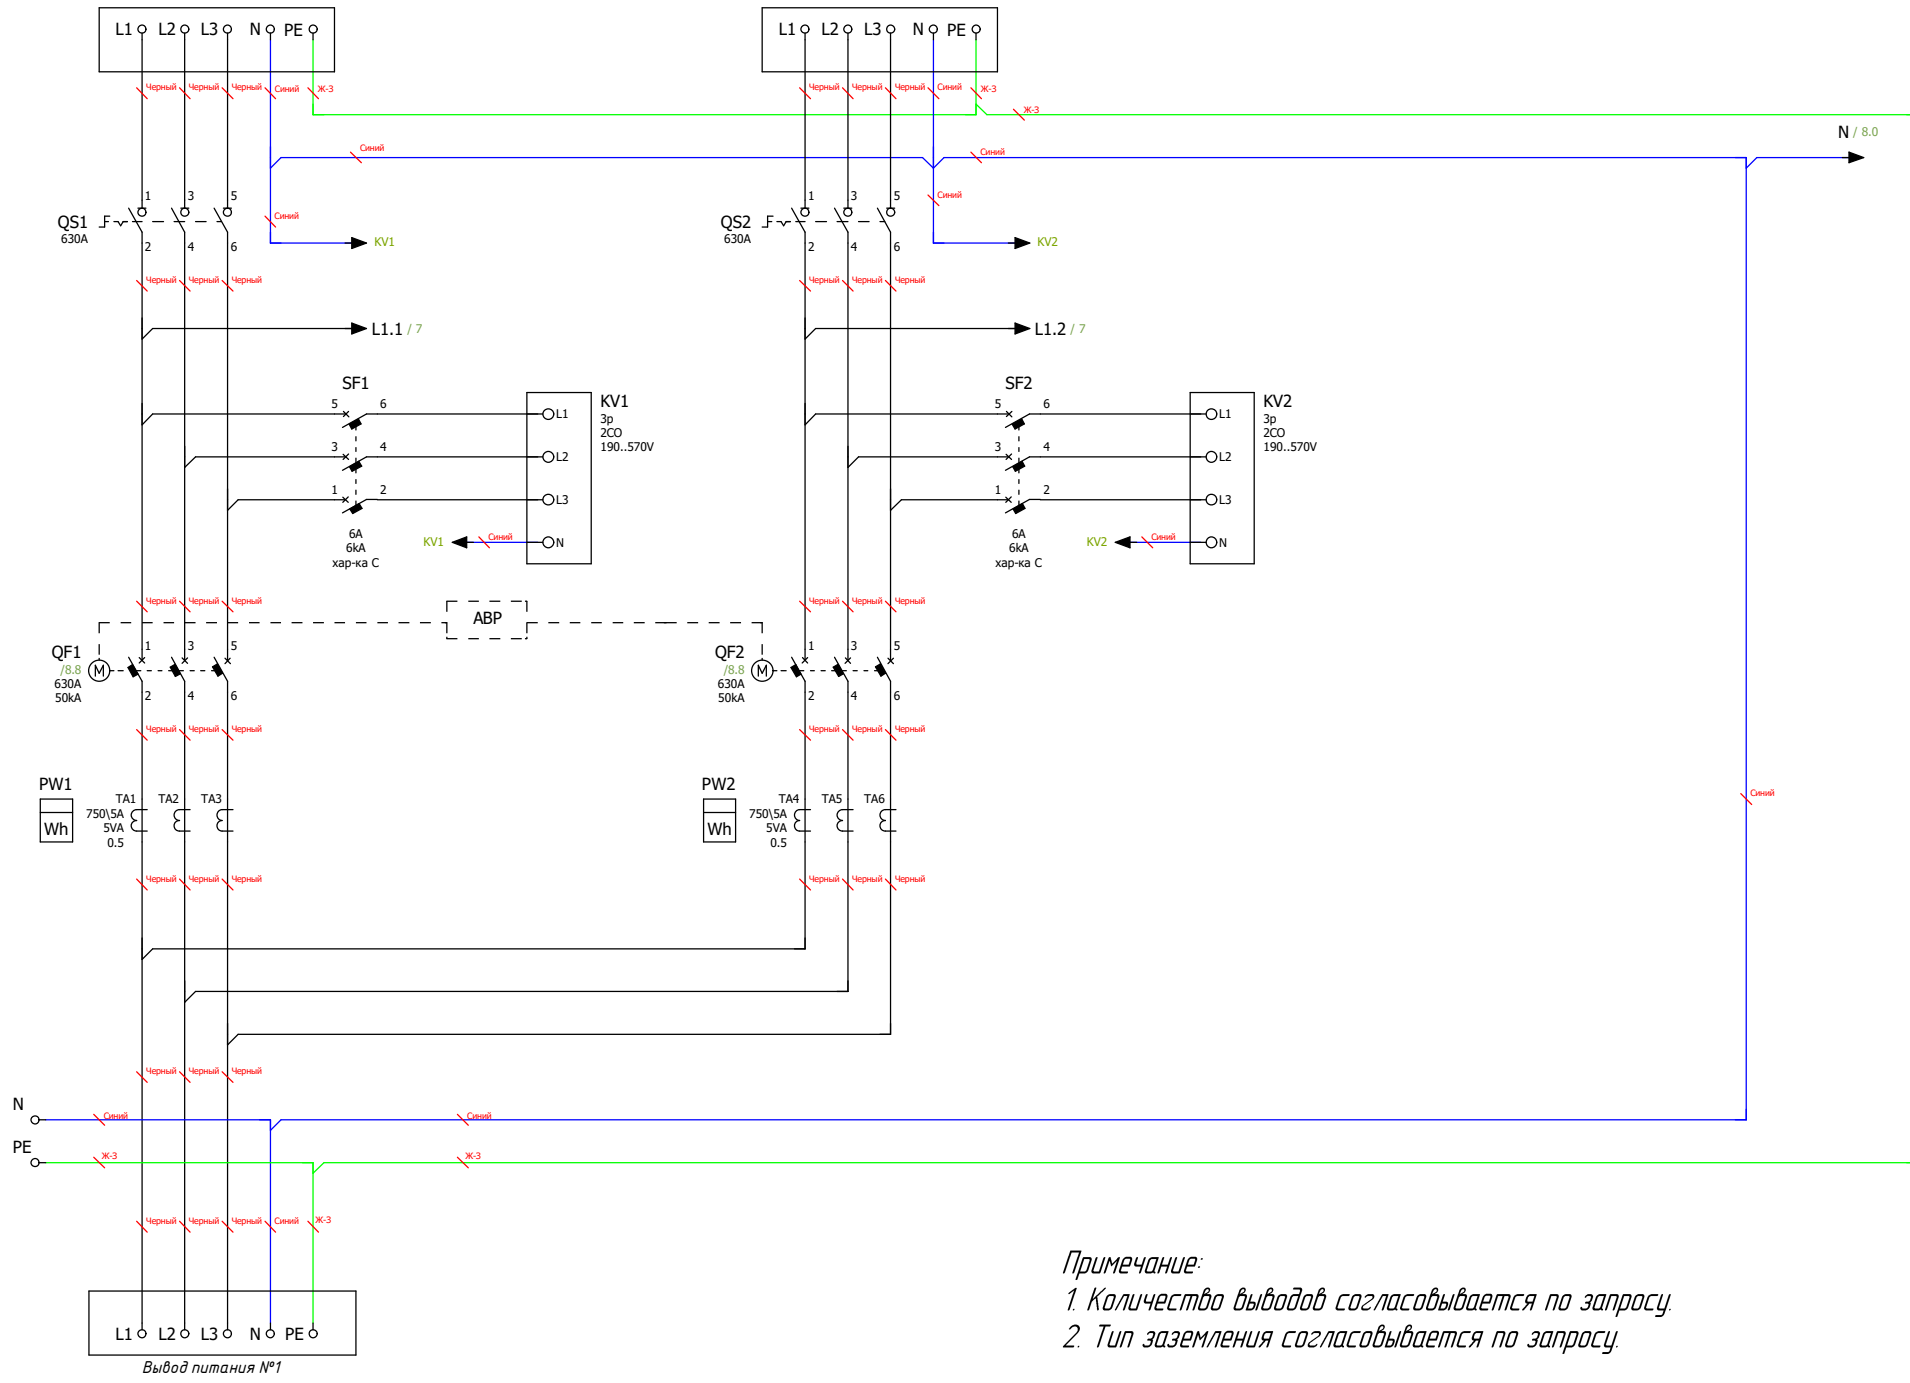 L1 L2 L3 N PE L1 L2 L3 N PE
Черный Черный Черный Синий Ж-З Черный Черный Черный Синий Ж-З
Ж-З
N / 8.0
Синий Синий
Синий
1 3 5 1 3 5
QS1 Синий QS2
630A 630A
2 4 6 KV1 2 4 6 KV2
Черный Черный Черный Черный Черный Черный
L1.1 / 7 L1.2 / 7
SF1 SF2
5 6 L1 KV1 5 6 L1 KV2
3p 3p
2CO 2CO
3 4 L2 190..570V 3 4 L2 190..570V
1 2 L3 1 2 L3
6A 6A
KV1 Синий N KV2 Синий N
6kA 6kA
хар-ка C хар-ка C
Черный Черный Черный Черный Черный Черный
АВР
1 3 5 1 3 5
QF1 QF2
/8.8 M /8.8 M
630A 630A
50kA 50kA
2 4 6 2 4 6
Черный Черный Черный Черный Черный Черный
PW1 PW2
TA1 TA2 TA3 TA4 TA5 TA6 Синий
750\5A 750\5A
Wh 5VA Wh 5VA
0.5 0.5
Черный Черный Черный Черный Черный Черный
Черный Черный Черный
N
Синий Синий
PE
Ж-З Ж-З
Черный Черный Черный Синий Ж-З
L1 L2 L3 N PE
Вывод питания №1
Примечание:
1. Количество выводов согласовывается по запросу.
2. Тип заземления согласовывается по запросу.